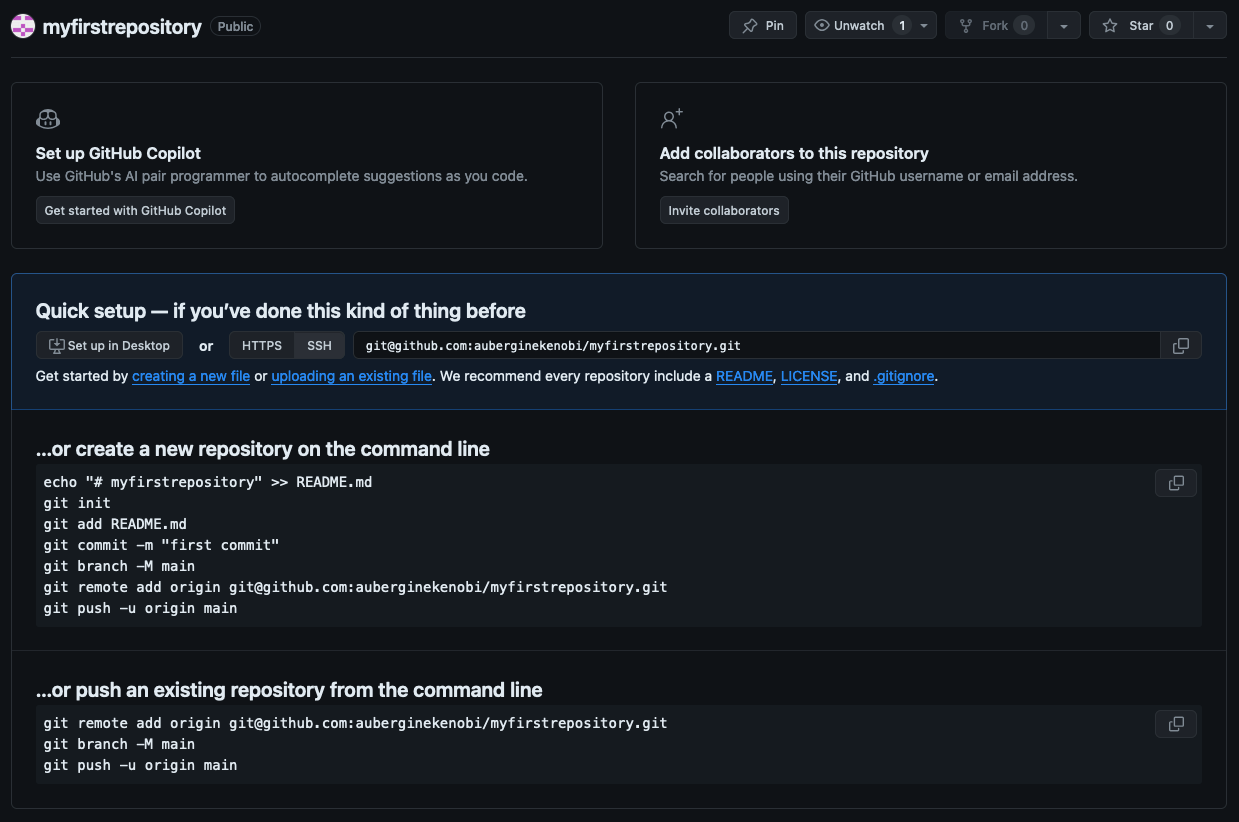 myfirstrepository Public Pin Unwatch 1 Fork 0 Star 0
Set up GitHub Copilot
Use GitHub's AI pair programmer to autocomplete suggestions as you code.
Get started with GitHub Copilot
Add collaborators to this repository
Search for people using their GitHub username or email address.
Invite collaborators
Quick setup — if you’ve done this kind of thing before
Set up in Desktop or HTTPS SSH git@github.com:auberginekenobi/myfirstrepository.git
Get started by creating a new file or uploading an existing file. We recommend every repository include a README, LICENSE, and .gitignore.
…or create a new repository on the command line
echo "# myfirstrepository" >> README.md
git init
git add README.md
git commit -m "first commit"
git branch -M main
git remote add origin git@github.com:auberginekenobi/myfirstrepository.git
git push -u origin main
…or push an existing repository from the command line
git remote add origin git@github.com:auberginekenobi/myfirstrepository.git
git branch -M main
git push -u origin main